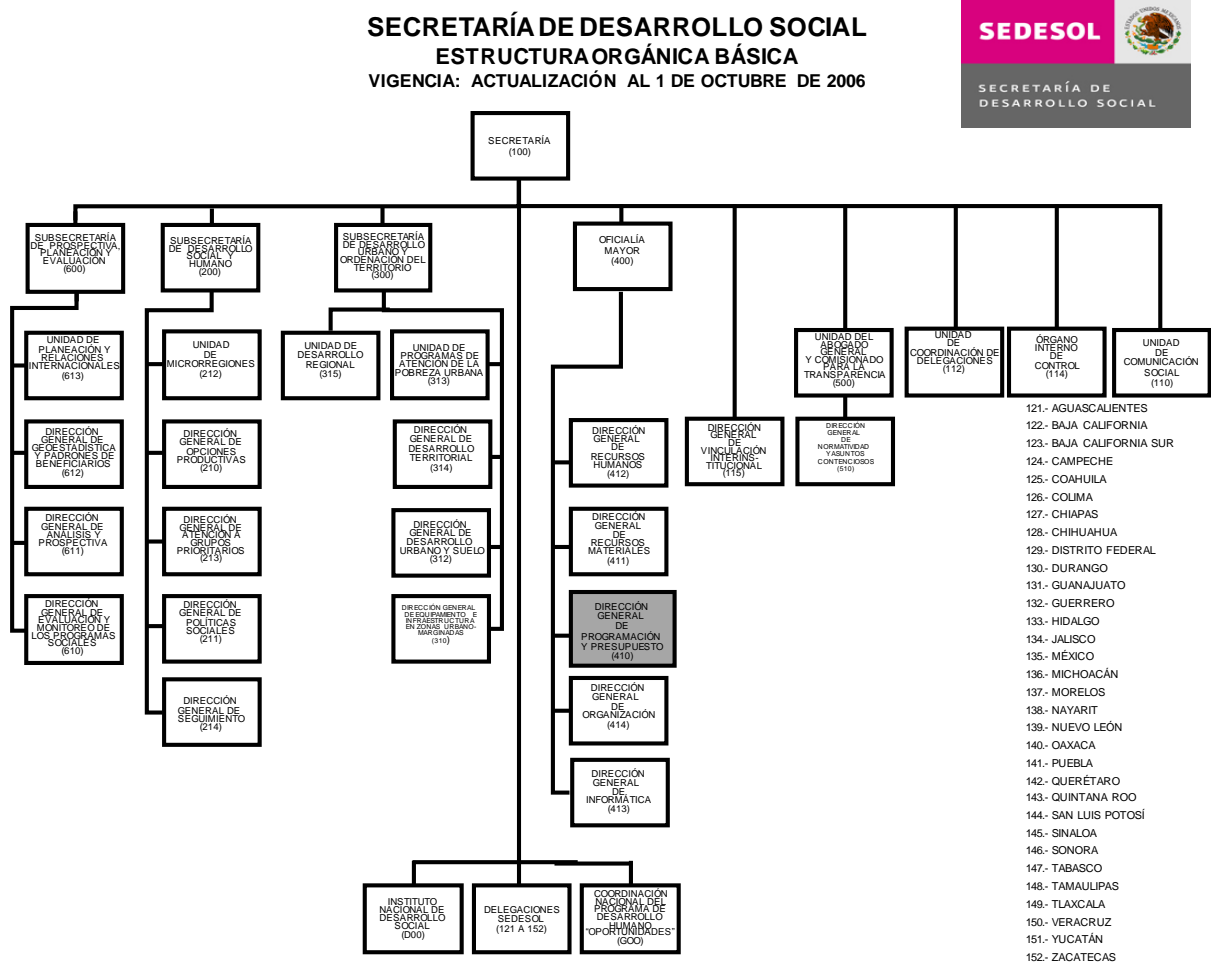 SECRETARÍA DE DESARROLLO SOCIAL
ESTRUCTURA ORGÁNICA BÁSICA
VIGENCIA: ACTUALIZACIÓN AL 1 DE OCTUBRE DE 2006
SEDESOL
ESTADOS UNIDOS MEXICANOS
SECRETARÍA DE
DESARROLLO SOCIAL
SECRETARÍA
(100)
SUBSECRETARÍA
DE PROSPECTIVA,
PLANEACIÓN Y
EVALUACIÓN
(600)
SUBSECRETARÍA
DE DESARROLLO
SOCIAL Y
HUMANO
(200)
SUBSECRETARÍA
DE DESARROLLO
URBANO Y
ORDENACIÓN DEL
TERRITORIO
(300)
OFICIALÍA
MAYOR
(400)
UNIDAD DE
PLANEACIÓN Y
RELACIONES
INTERNACIONALES
(613)
UNIDAD
DE
MICRORREGIONES
(212)
UNIDAD DE
DESARROLLO
REGIONAL
(315)
UNIDAD DE
PROGRAMAS DE
ATENCIÓN DE LA
POBREZA URBANA
(313)
UNIDAD DEL
ABOGADO
GENERAL
Y COMISIONADO
PARA LA
TRANSPARENCIA
(500)
UNIDAD
DE
COORDINACIÓN DE
DELEGACIONES
(112)
ÓRGANO
INTERNO
DE
CONTROL
(114)
UNIDAD
DE
COMUNICACIÓN
SOCIAL
(110)
DIRECCIÓN
GENERAL DE
GEOESTADÍSTICA
Y PADRONES DE
BENEFICIARIOS
(612)
DIRECCIÓN
GENERAL DE
OPCIONES
PRODUCTIVAS
(210)
DIRECCIÓN
GENERAL DE
DESARROLLO
TERRITORIAL
(314)
DIRECCIÓN
GENERAL
DE
RECURSOS
HUMANOS
(412)
DIRECCIÓN
GENERAL
DE
VINCULACIÓN
INTERINS-
TITUCIONAL
(115)
DIRECCIÓN
GENERAL
DE
NORMATIVIDAD
Y ASUNTOS
CONTENCIOSOS
(510)
DIRECCIÓN
GENERAL DE
ANÁLISIS Y
PROSPECTIVA
(611)
DIRECCIÓN
GENERAL DE
ATENCIÓN A
GRUPOS
PRIORITARIOS
(213)
DIRECCIÓN
GENERAL DE
DESARROLLO
URBANO Y SUELO
(312)
DIRECCIÓN
GENERAL
DE
RECURSOS
MATERIALES
(411)
DIRECCIÓN
GENERAL DE
EVALUACIÓN Y
MONITOREO DE
LOS PROGRAMAS
SOCIALES
(610)
DIRECCIÓN
GENERAL DE
POLÍTICAS
SOCIALES
(211)
DIRECCIÓN GENERAL
DE EQUIPAMIENTO E
INFRAESTRUCTURA
EN ZONAS URBANO-
MARGINADAS
(310)
DIRECCIÓN
GENERAL
DE
PROGRAMACIÓN
Y PRESUPUESTO
(410)
DIRECCIÓN
GENERAL DE
SEGUIMIENTO
(214)
DIRECCIÓN
GENERAL
DE
ORGANIZACIÓN
(414)
DIRECCIÓN
GENERAL
DE
INFORMÁTICA
(413)
INSTITUTO
NACIONAL DE
DESARROLLO
SOCIAL
(D00)
DELEGACIONES
SEDESOL
(121 A 152)
COORDINACIÓN
NACIONAL DEL
PROGRAMA DE
DESARROLLO
HUMANO
"OPORTUNIDADES"
(GOO)
121.- AGUASCALIENTES
122.- BAJA CALIFORNIA
123.- BAJA CALIFORNIA SUR
124.- CAMPECHE
125.- COAHUILA
126.- COLIMA
127.- CHIAPAS
128.- CHIHUAHUA
129.- DISTRITO FEDERAL
130.- DURANGO
131.- GUANAJUATO
132.- GUERRERO
133.- HIDALGO
134.- JALISCO
135.- MÉXICO
136.- MICHOACÁN
137.- MORELOS
138.- NAYARIT
139.- NUEVO LEÓN
140.- OAXACA
141.- PUEBLA
142.- QUERÉTARO
143.- QUINTANA ROO
144.- SAN LUIS POTOSÍ
145.- SINALOA
146.- SONORA
147.- TABASCO
148.- TAMAULIPAS
149.- TLAXCALA
150.- VERACRUZ
151.- YUCATÁN
152.- ZACATECAS